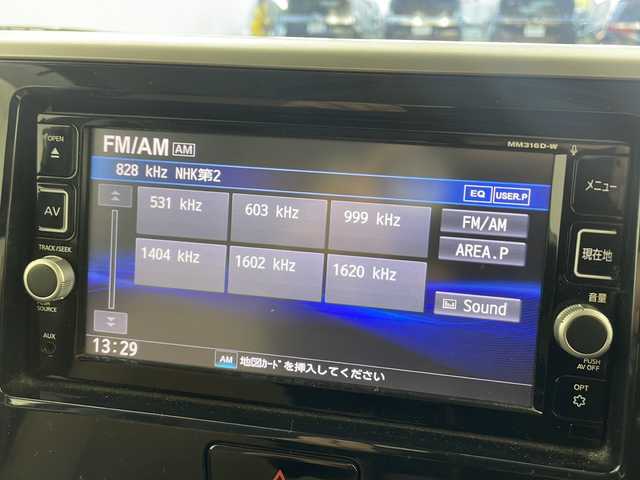 OPEN
MM316D-W
メニュー
FM/AM AM
828 kHz NHK第2
EQ USER.P
AV
531 kHz 603 kHz 999 kHz
FM/AM
現在地
AREA.P
TRACK/SEEK
1404 kHz 1602 kHz 1620 kHz
音量
Sound
SOURCE
AUX
13:29
AM 地図ｶｰﾄﾞを挿入してください
PUSH
AV OFF
OPT